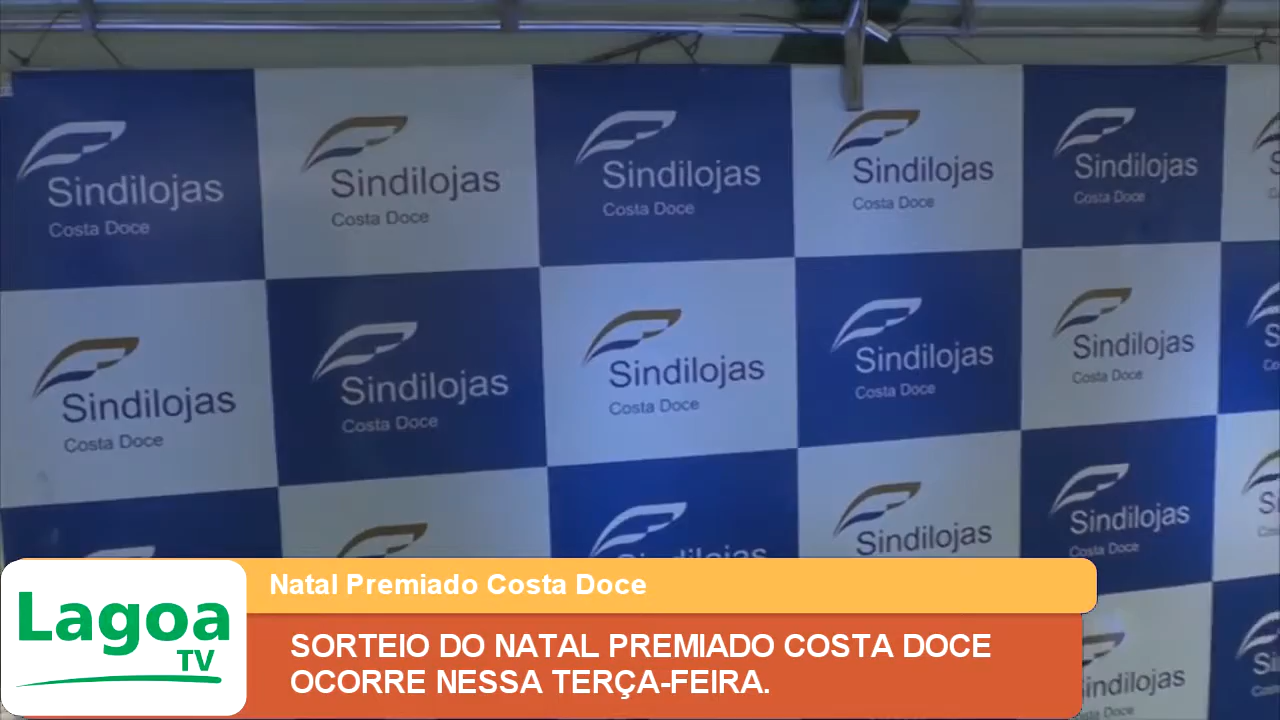 Sindilojas
Costa Doce
Sindilojas
Costa Doce
Sindilojas
Costa Doce
Sindilojas
Costa Doce
Sindilojas
Costa Doce
Sindilojas
Costa Doce
Sindilojas
Costa Doce
Sindilojas
Costa Doce
Sindilojas
Costa Doce
Sindilojas
Costa Doce
Sindilojas
Sindilojas
Sindilojas
Costa Doce
indilojas
Costa Doce
Natal Premiado Costa Doce
Lagoa
TV
SORTEIO DO NATAL PREMIADO COSTA DOCE
OCORRE NESSA TERÇA-FEIRA.